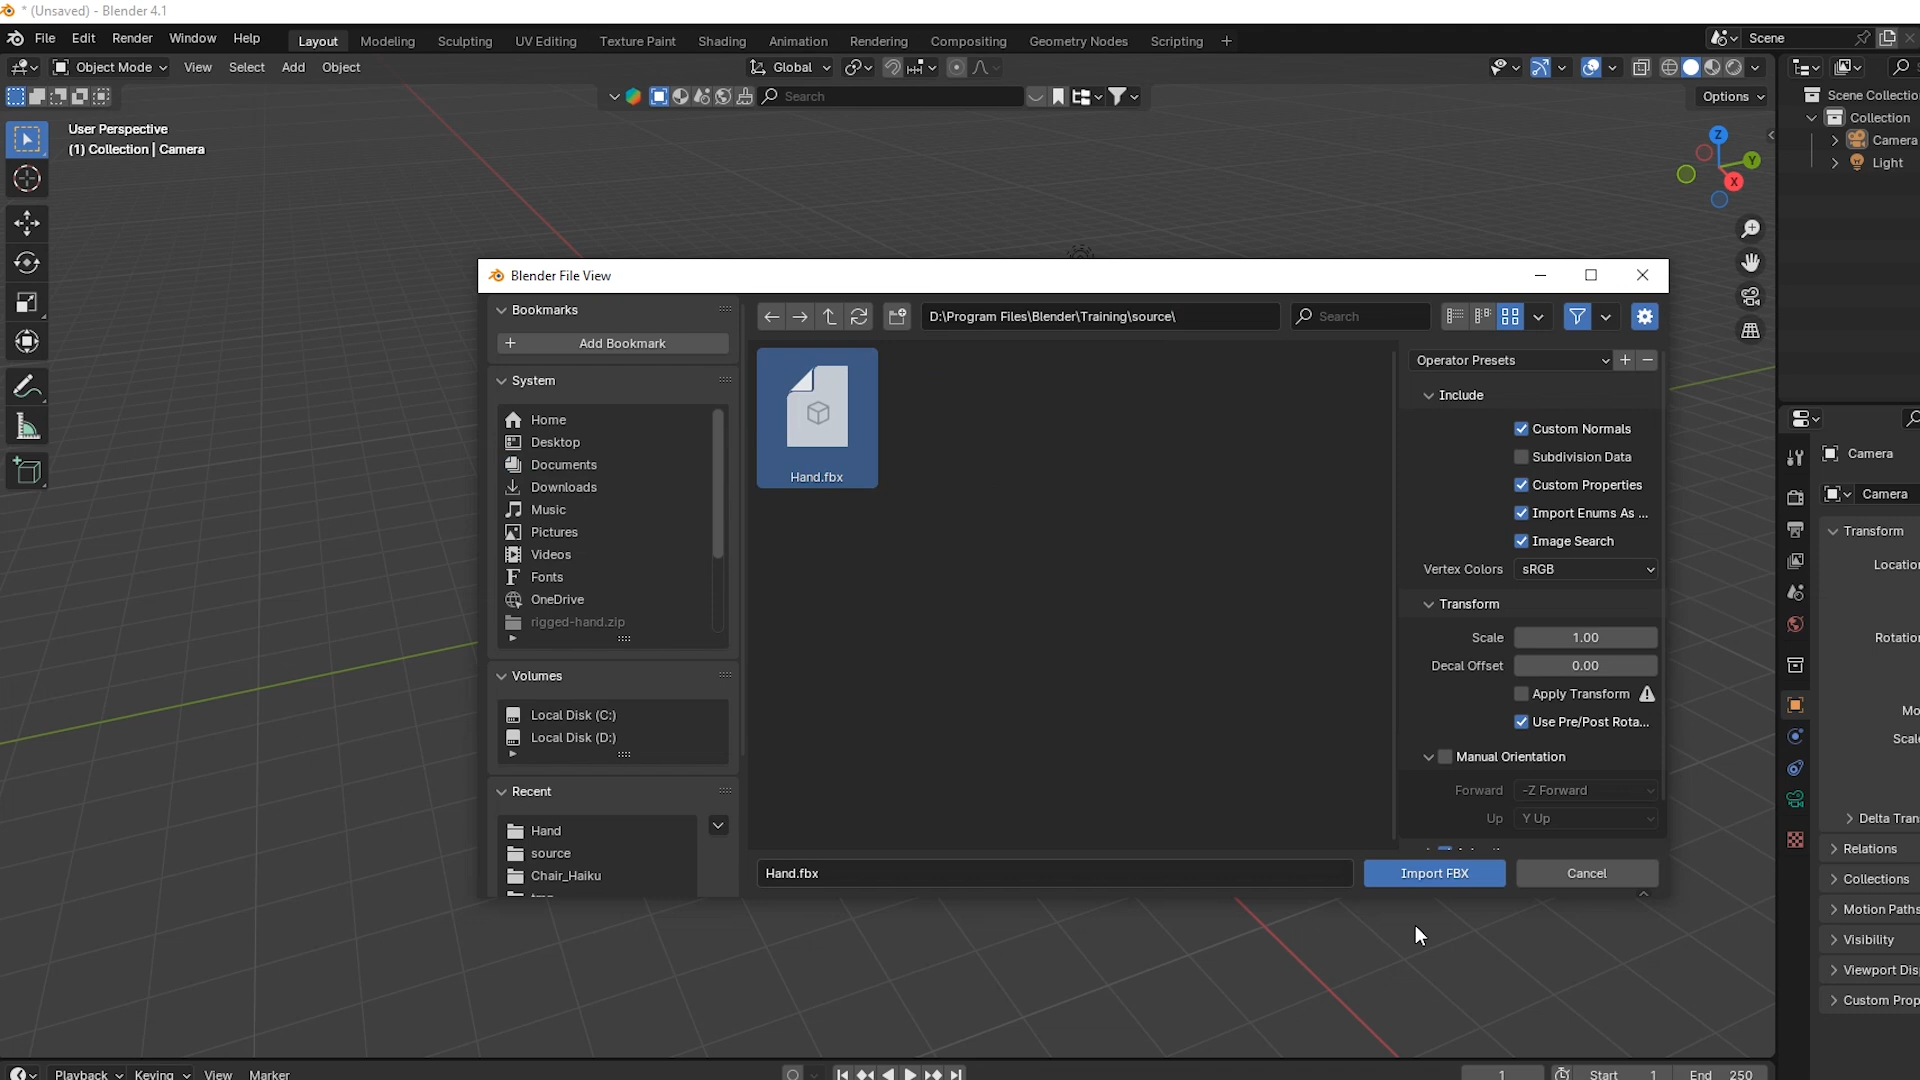 * (Unsaved) - Blender 4.1
File Edit Render Window Help Layout Modeling Sculpting UV Editing Texture Paint Shading Animation Rendering Compositing Geometry Nodes Scripting + Scene
Object Mode View Select Add Object Global
Search Options
User Perspective
(1) Collection | Camera
Z
Y
X
Scene Collectio
Collection
Camera
Light
Blender File View
Bookmarks
Add Bookmark
System
Home
Desktop
Documents
Downloads
Music
Pictures
Videos
Fonts
OneDrive
rigged-hand.zip
Volumes
Local Disk (C:)
Local Disk (D:)
Recent
Hand
source
Chair_Haiku
D:\Program Files\Blender\Training\source\
Search
Hand.fbx
Operator Presets
Include
Custom Normals
Subdivision Data
Custom Properties
Import Enums As ...
Image Search
Vertex Colors sRGB
Transform
Scale 1.00
Decal Offset 0.00
Apply Transform
Use Pre/Post Rota...
Manual Orientation
Forward -Z Forward
Up Y Up
Hand.fbx
Import FBX
Cancel
Camera
Camera
Transform
Locatio
Rotatio
Mo
Scale
Delta Tran
Relations
Collections
Motion Paths
Visibility
Viewport Dis
Custom Prop
Playback Keying View Marker 1 Start 1 End 250